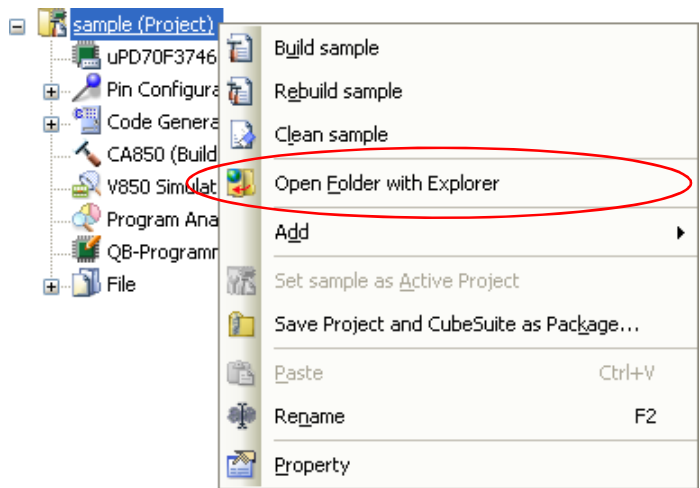 sample (Project)
uPD70F3746
Pin Configura
Code Genera
CA850 (Build
V850 Simulat
Program Ana
QB-Programm
File
Build sample
Rebuild sample
Clean sample
Open Folder with Explorer
Add
Set sample as Active Project
Save Project and CubeSuite as Package...
Paste Ctrl+V
Rename F2
Property